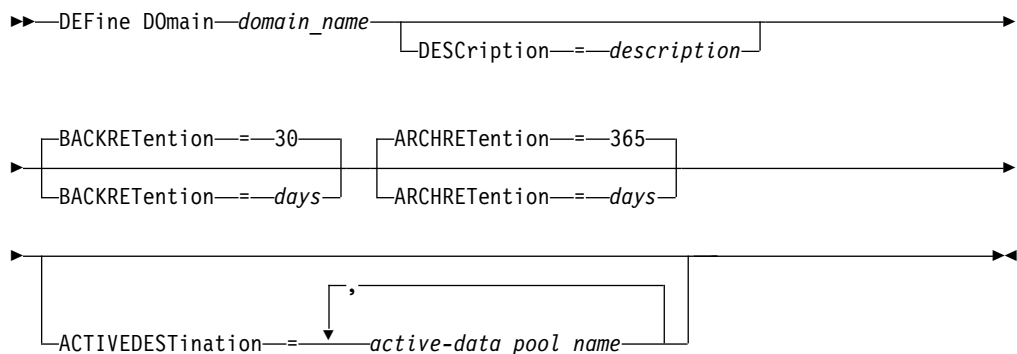 DEFine DOmain domain_name
DESCription = description
BACKRETention = 30 ARCHRETention = 365
BACKRETention = days ARCHRETention = days
,
ACTIVEDESTination = active-data pool name